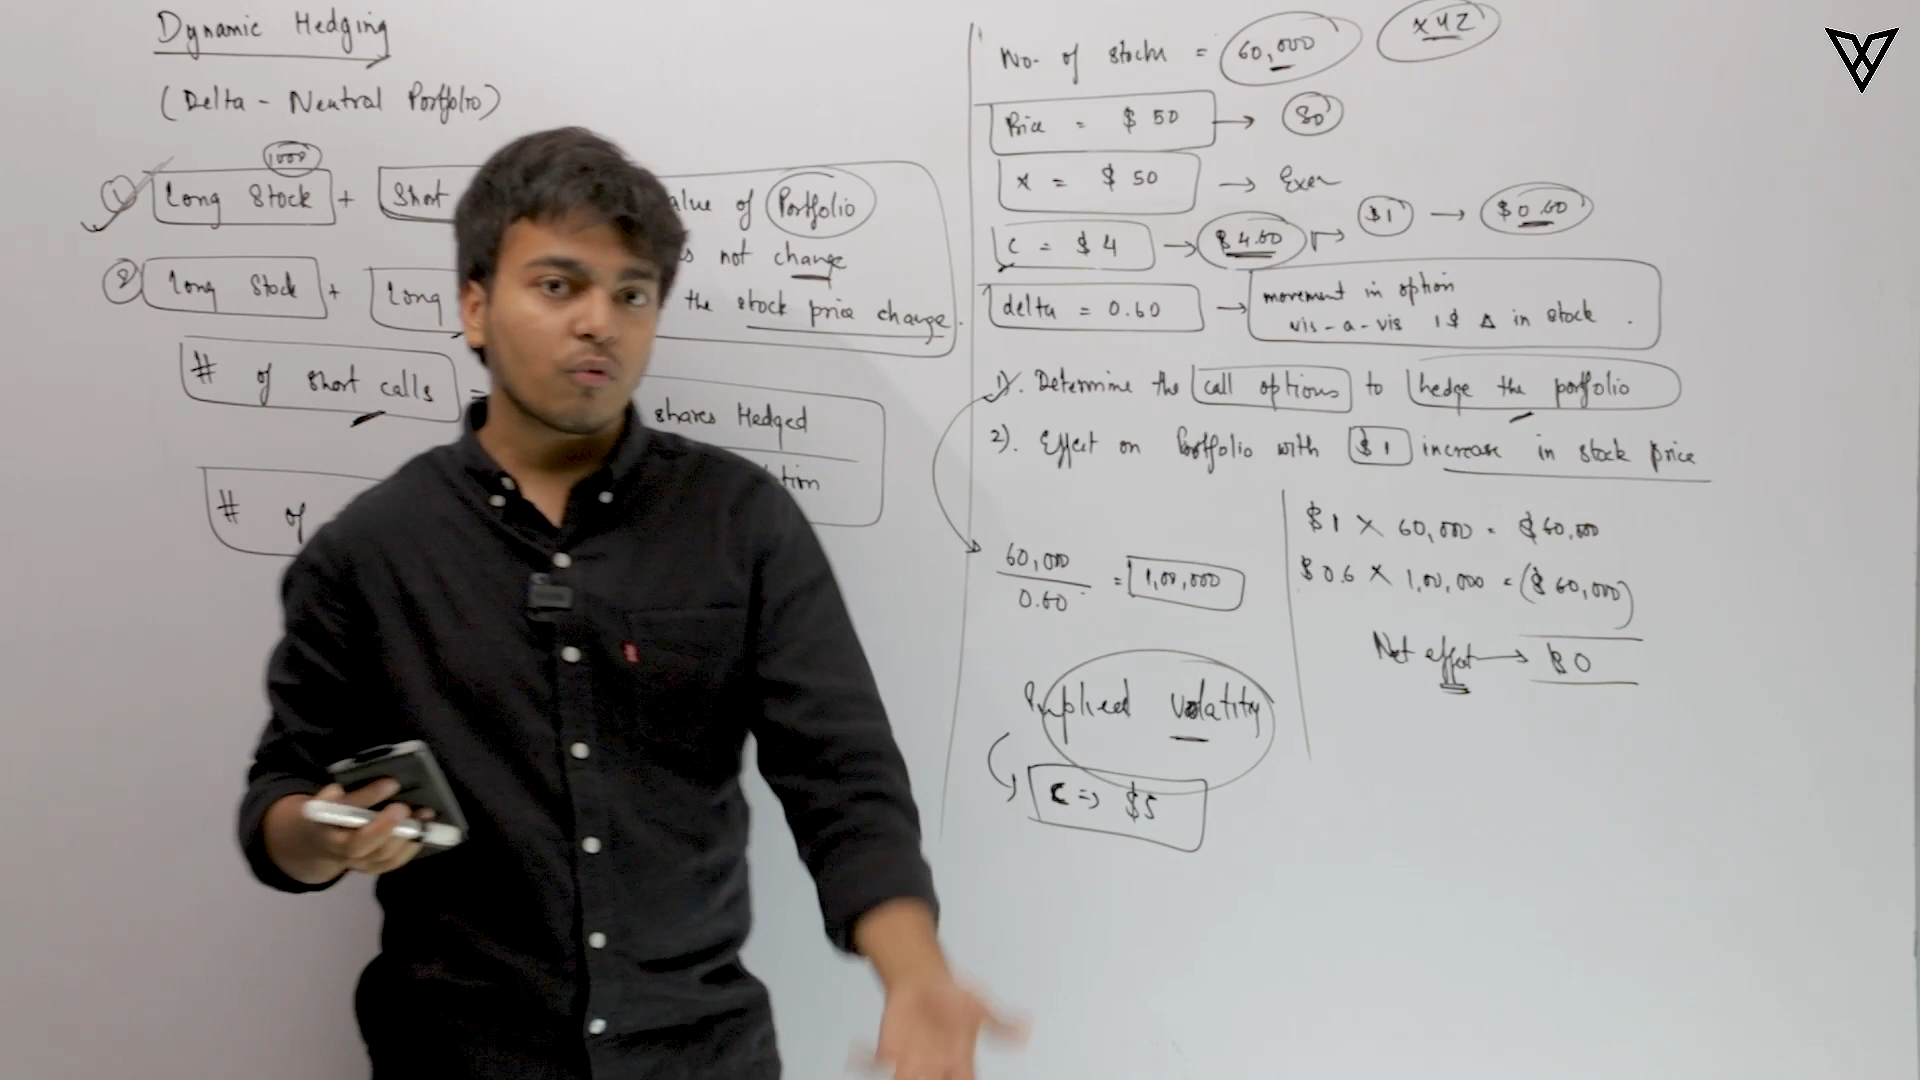 Dynamic Hedging
(Delta - Neutral Portfolio)
1000
1) Long Stock + Short
alue of Portfolio
s not change
2) Long Stock + Long
the stock price change.
# of short calls =
shares Hedged
tion
# of
No. of stocks = 60,000 XYZ
Price = $ 50 → S0
X = $ 50 →
C = $ 4 → $ 4.60 → $1 → $0.60
delta = 0.60 → movement in option
vis-a-vis 1$ Δ in stock.
1). Determine the call options to hedge the portfolio
2). Effect on Portfolio with $1 increase in stock price
60,000
0.60
= 1,00,000
$1 X 60,000 = $60,000
$0.6 X 1,00,000 = ($60,000)
Net effect → $0
Implied Volatity
C => $5